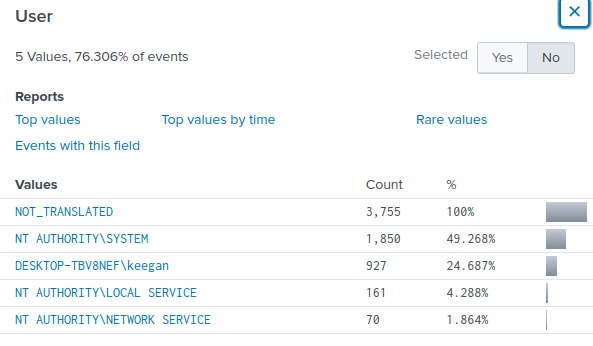 User
×
5 Values, 76.306% of events
Selected Yes No
Reports
Top values Top values by time Rare values
Events with this field
Values Count %
NOT_TRANSLATED 3,755 100%
NT AUTHORITY\SYSTEM 1,850 49.268%
DESKTOP-TBV8NEF\keegan 927 24.687%
NT AUTHORITY\LOCAL SERVICE 161 4.288%
NT AUTHORITY\NETWORK SERVICE 70 1.864%